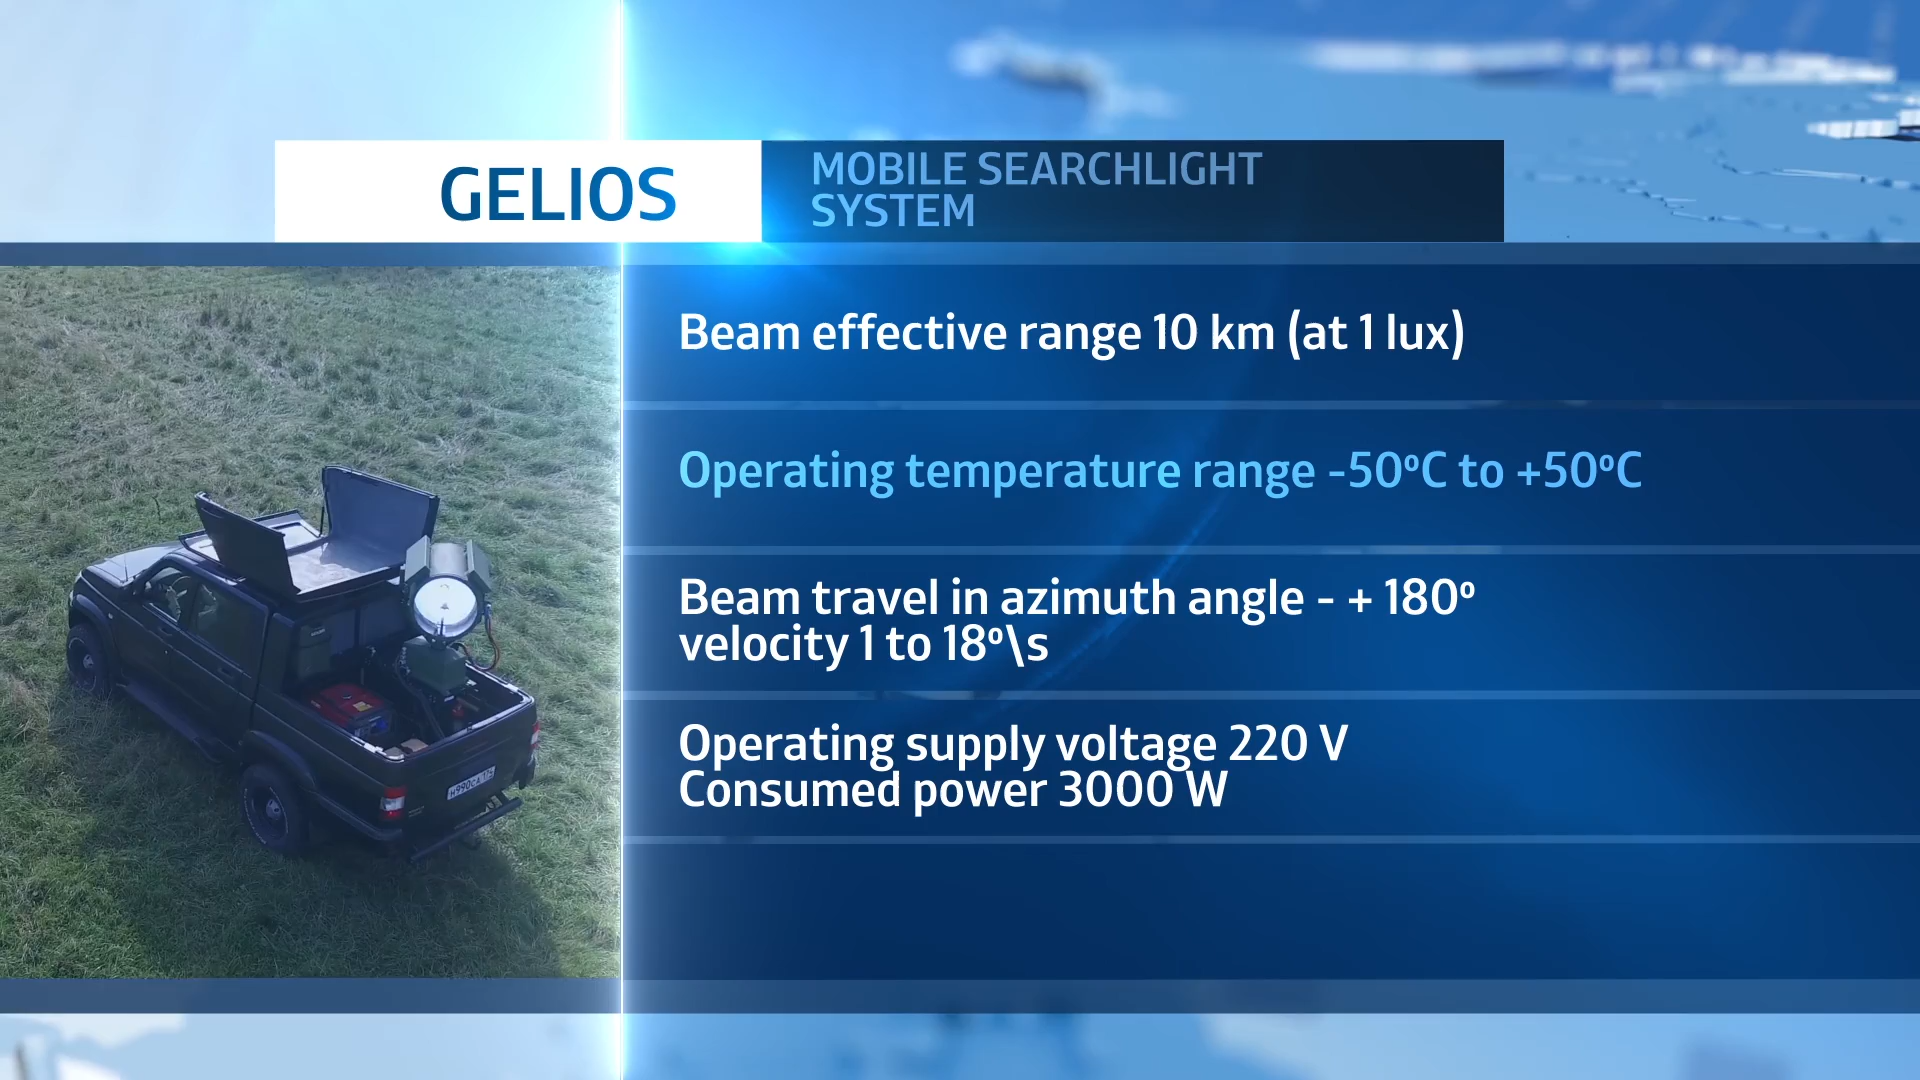 GELIOS
MOBILE SEARCHLIGHT
SYSTEM
Beam effective range 10 km (at 1 lux)
Operating temperature range -50ºC to +50ºC
Beam travel in azimuth angle - + 180º
velocity 1 to 18º\s
Operating supply voltage 220 V
Consumed power 3000 W